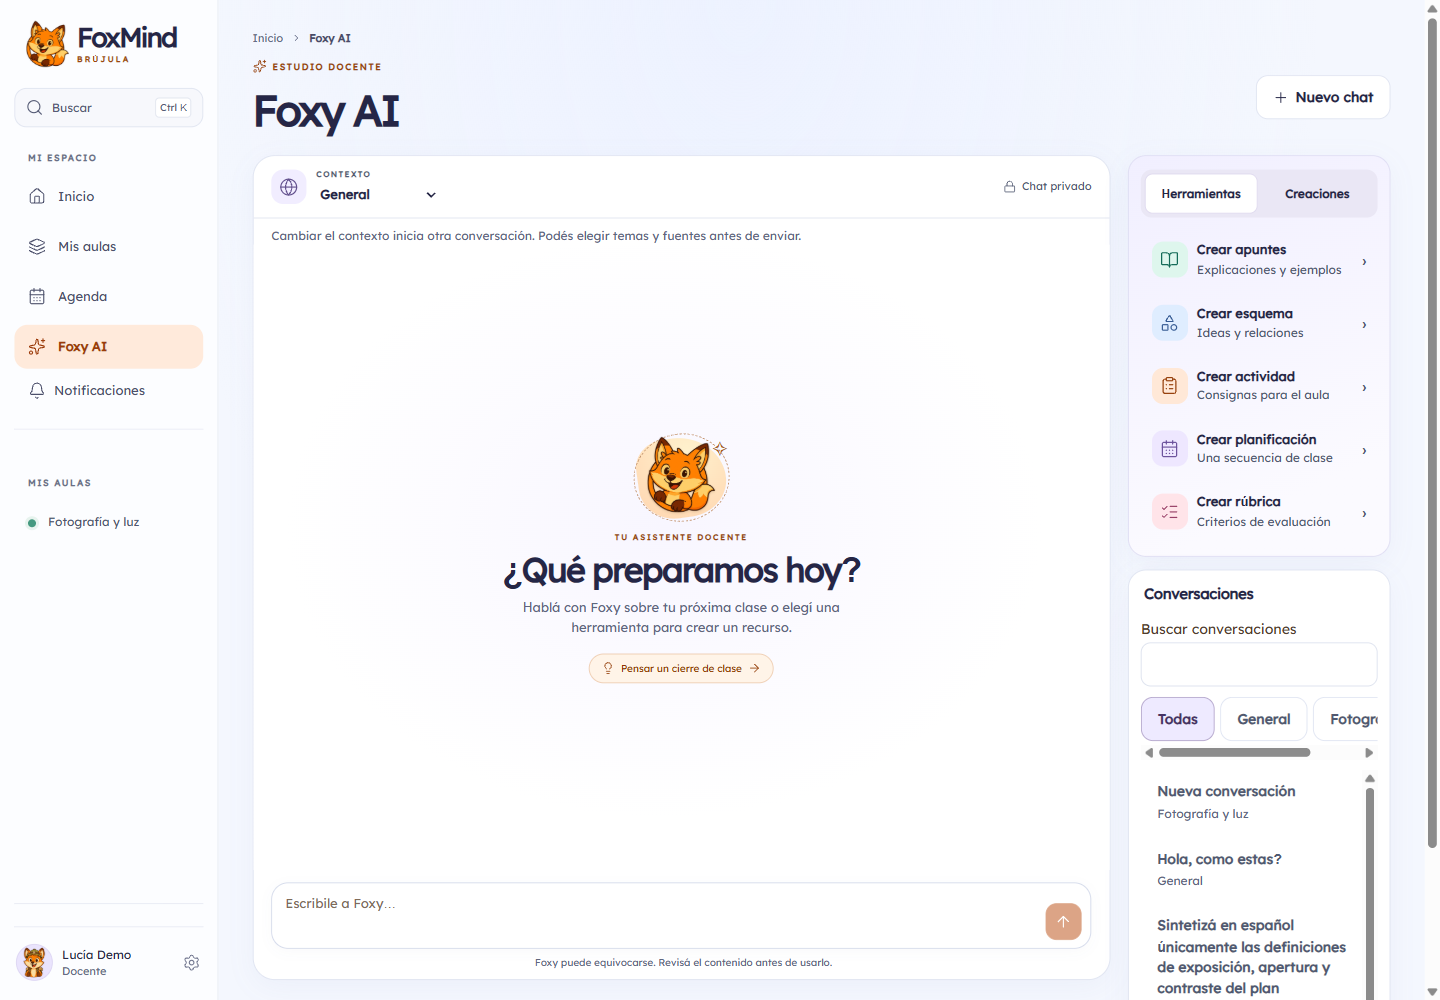 FoxMind
BRÚJULA
Buscar
Ctrl K
MI ESPACIO
Inicio
Mis aulas
Agenda
Foxy AI
Notificaciones
MIS AULAS
Fotografía y luz
Lucía Demo
Docente
Inicio > Foxy AI
ESTUDIO DOCENTE
Foxy AI
+ Nuevo chat
CONTEXTO
General
Chat privado
Cambiar el contexto inicia otra conversación. Podés elegir temas y fuentes antes de enviar.
TU ASISTENTE DOCENTE
¿Qué preparamos hoy?
Hablá con Foxy sobre tu próxima clase o elegí una
herramienta para crear un recurso.
Pensar un cierre de clase →
Escribile a Foxy...
Foxy puede equivocarse. Revisá el contenido antes de usarlo.
Herramientas
Creaciones
Crear apuntes
Explicaciones y ejemplos
Crear esquema
Ideas y relaciones
Crear actividad
Consignas para el aula
Crear planificación
Una secuencia de clase
Crear rúbrica
Criterios de evaluación
Conversaciones
Buscar conversaciones
Todas
General
Fotogr
Nueva conversación
Fotografía y luz
Hola, como estas?
General
Sintetizá en español
únicamente las definiciones
de exposición, apertura y
contraste del plan